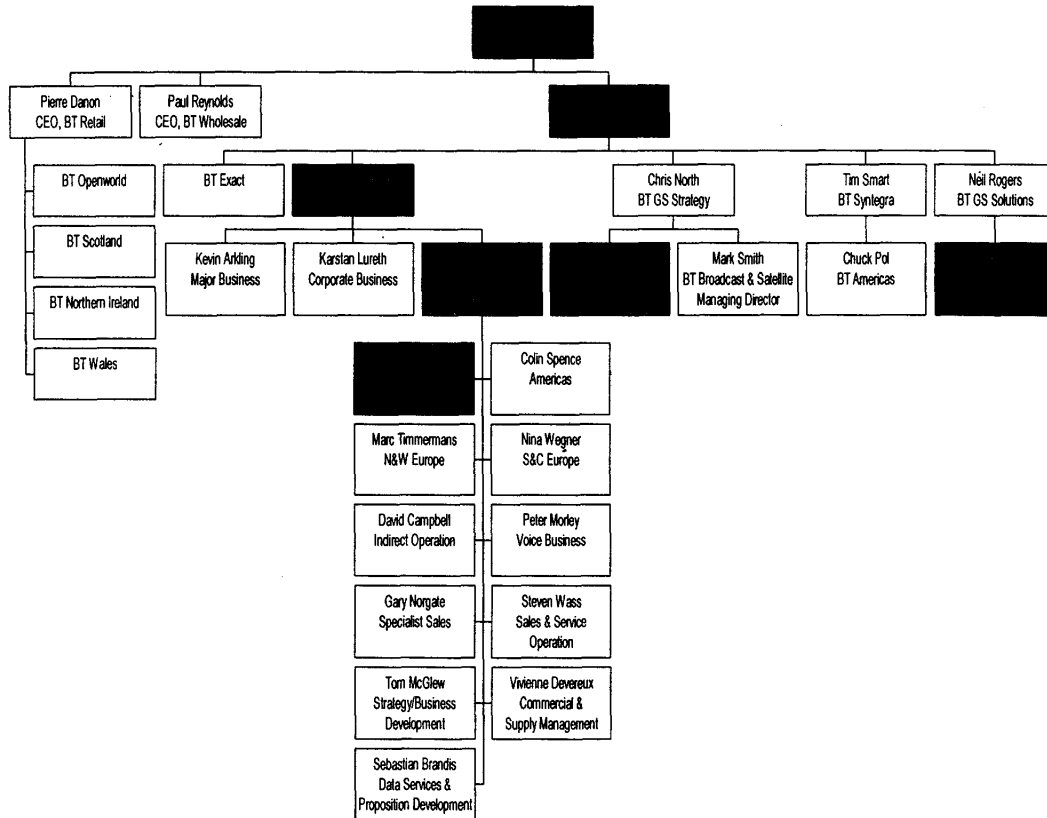 Pierre Danon
CEO, BT Retail
Paul Reynolds
CEO, BT Wholesale
BT Openworld
BT Scotland
BT Northern Ireland
BT Wales
BT Exact
Chris North
BT GS Strategy
Tim Smart
BT Syntegra
Neil Rogers
BT GS Solutions
Kevin Arkling
Major Business
Karstan Lureth
Corporate Business
Mark Smith
BT Broadcast & Satellite
Managing Director
Chuck Pol
BT Americas
Colin Spence
Americas
Marc Timmermans
N&W Europe
Nina Wegner
S&C Europe
David Campbell
Indirect Operation
Peter Morley
Voice Business
Gary Norgate
Specialist Sales
Steven Wass
Sales & Service
Operation
Tom McGlew
Strategy/Business
Development
Vivienne Devereux
Commercial &
Supply Management
Sebastian Brandis
Data Services &
Proposition Development